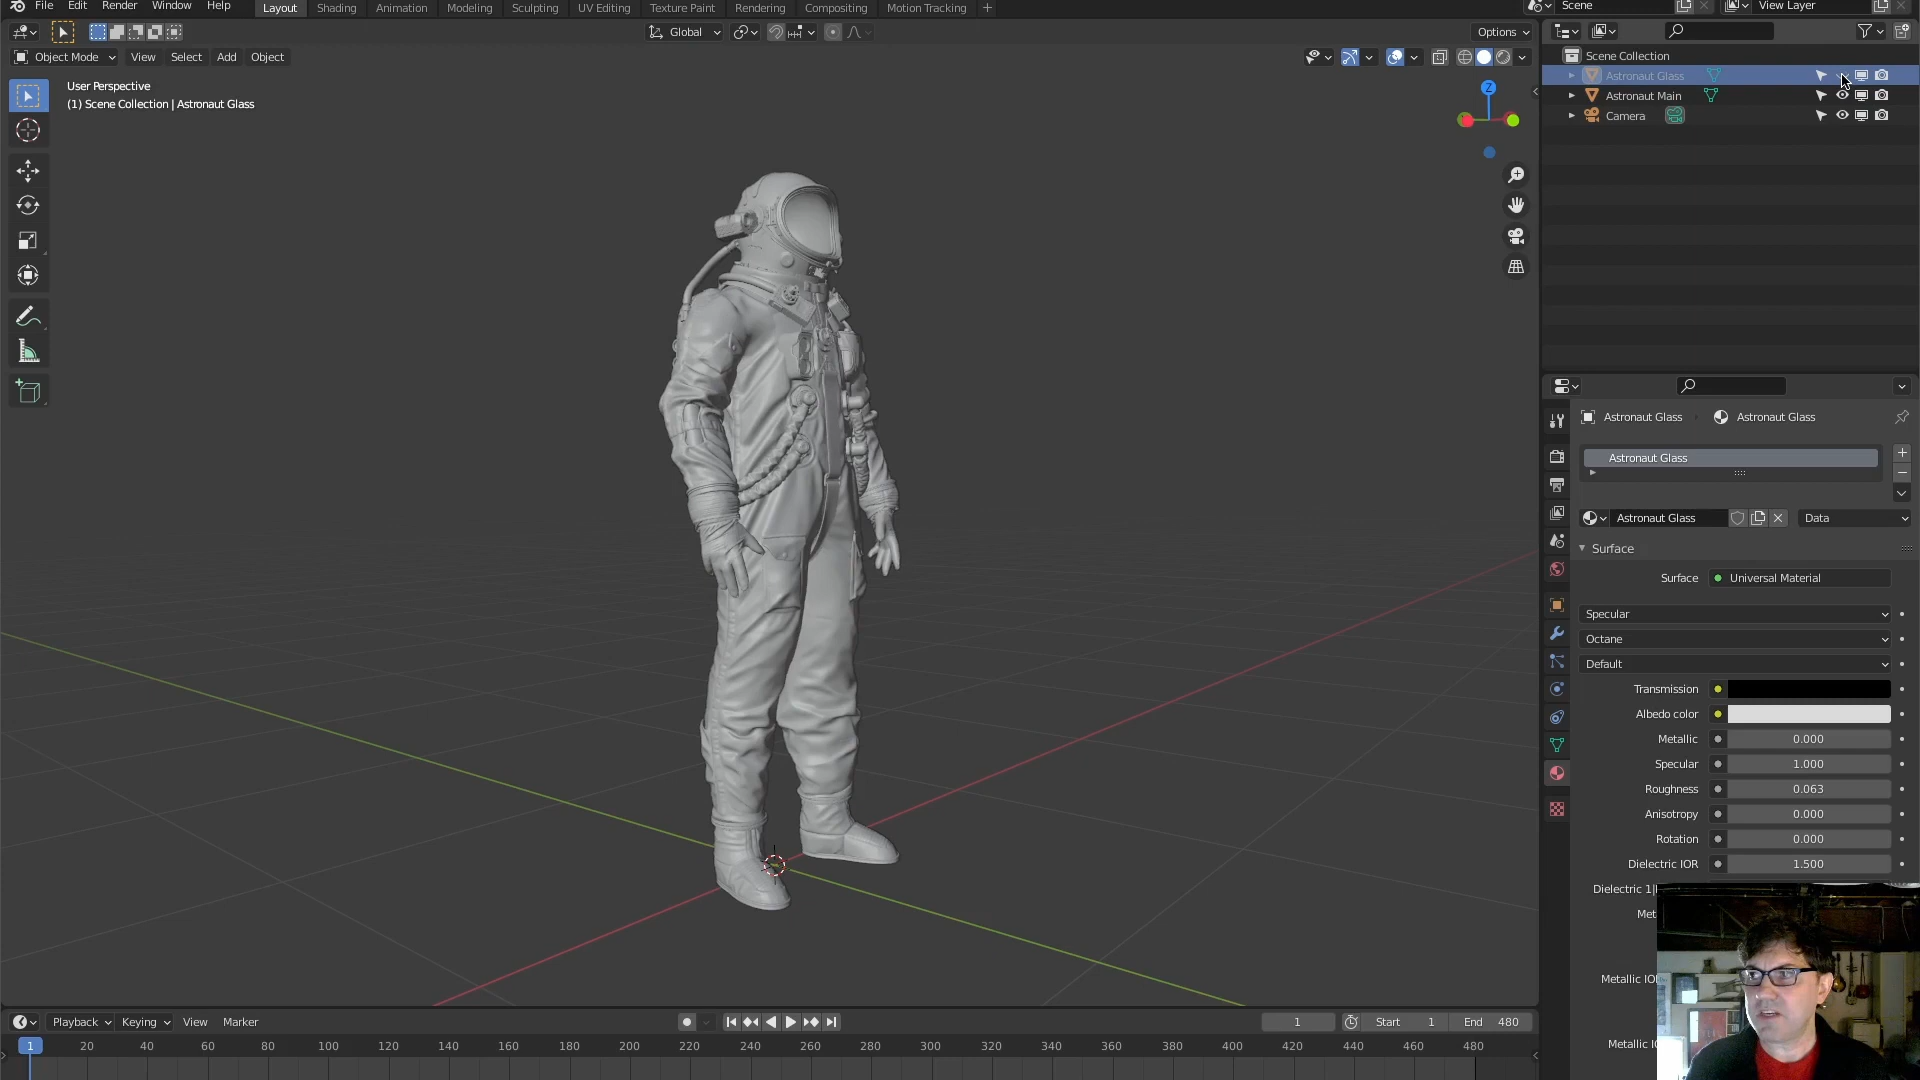 File Edit Render Window Help Layout Shading Animation Modeling Sculpting UV Editing Texture Paint Rendering Compositing Motion Tracking + Scene View Layer
Global Options
Object Mode View Select Add Object
User Perspective
(1) Scene Collection | Astronaut Glass
Z
Scene Collection
Astronaut Glass
Astronaut Main
Camera
Astronaut Glass Astronaut Glass
Astronaut Glass
Astronaut Glass Data
Surface
Surface Universal Material
Specular
Octane
Default
Transmission
Albedo color
Metallic 0.000
Specular 1.000
Roughness 0.063
Anisotropy 0.000
Rotation 0.000
Dielectric IOR 1.500
Dielectric 1|
Met
Metallic IO
Metallic I
Playback Keying View Marker 1 Start 1 End 480
1 20 40 60 80 100 120 140 160 180 200 220 240 260 280 300 320 340 360 380 400 420 440 460 480